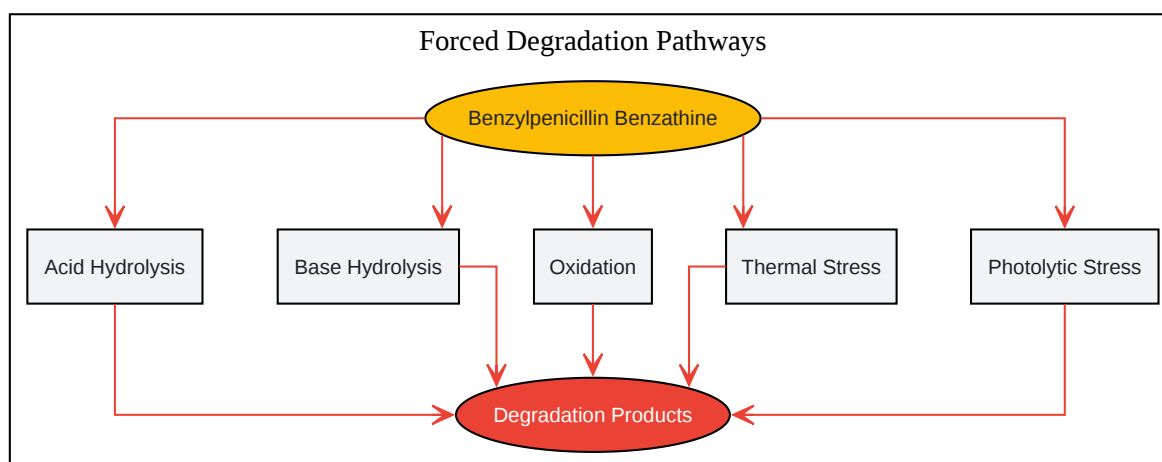 Forced Degradation Pathways
Benzylpenicillin Benzathine
Acid Hydrolysis
Base Hydrolysis
Oxidation
Thermal Stress
Photolytic Stress
Degradation Products